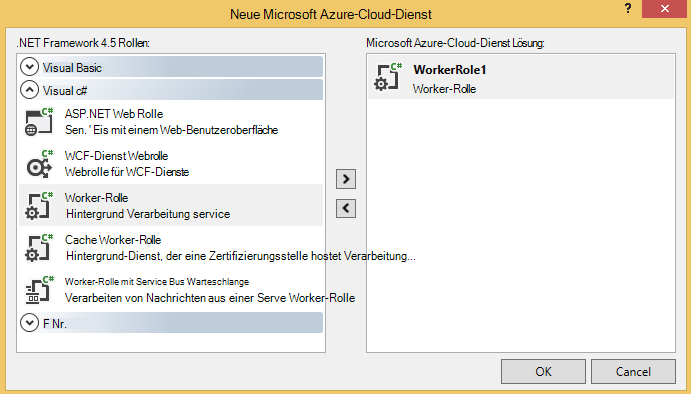 Neue Microsoft Azure-Cloud-Dienst
? ×
.NET Framework 4.5 Rollen:
Visual Basic
Visual c#
C#
ASP.NET Web Rolle
Sen. 'Eis mit einem Web-Benutzeroberfläche
C#
WCF-Dienst Webrolle
Webrolle für WCF-Dienste
C#
Worker-Rolle
Hintergrund Verarbeitung service
C#
Cache Worker-Rolle
Hintergrund-Dienst, der eine Zertifizierungsstelle hostet Verarbeitung...
C#
Worker-Rolle mit Service Bus Warteschlange
Verarbeiten von Nachrichten aus einer Serve Worker-Rolle
F Nr.
>
<
Microsoft Azure-Cloud-Dienst Lösung:
C#
WorkerRole1
Worker-Rolle
OK
Cancel